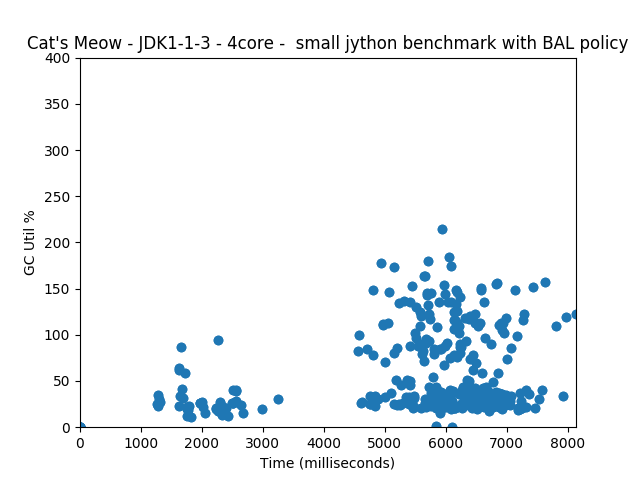 Cat's Meow - JDK1-1-3 - 4core -  small jython benchmark with BAL policy
400
350
300
250
200
150
100
50
0
GC Util %
0 1000 2000 3000 4000 5000 6000 7000 8000
Time (milliseconds)